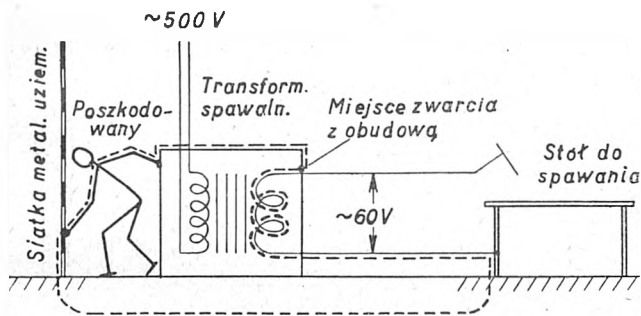 ~500 V
Siatka metal. uziem.
Poszkodo-
wany
Transform.
spawaln.
Miejsce zwarcia
z obudową
Stół do
spawania
~60V